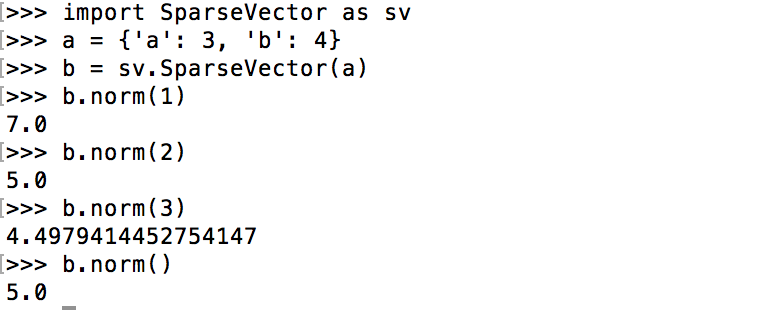 >>> import SparseVector as sv
>>> a = {'a': 3, 'b': 4}
>>> b = sv.SparseVector(a)
>>> b.norm(1)
7.0
>>> b.norm(2)
5.0
>>> b.norm(3)
4.4979414452754147
>>> b.norm()
5.0